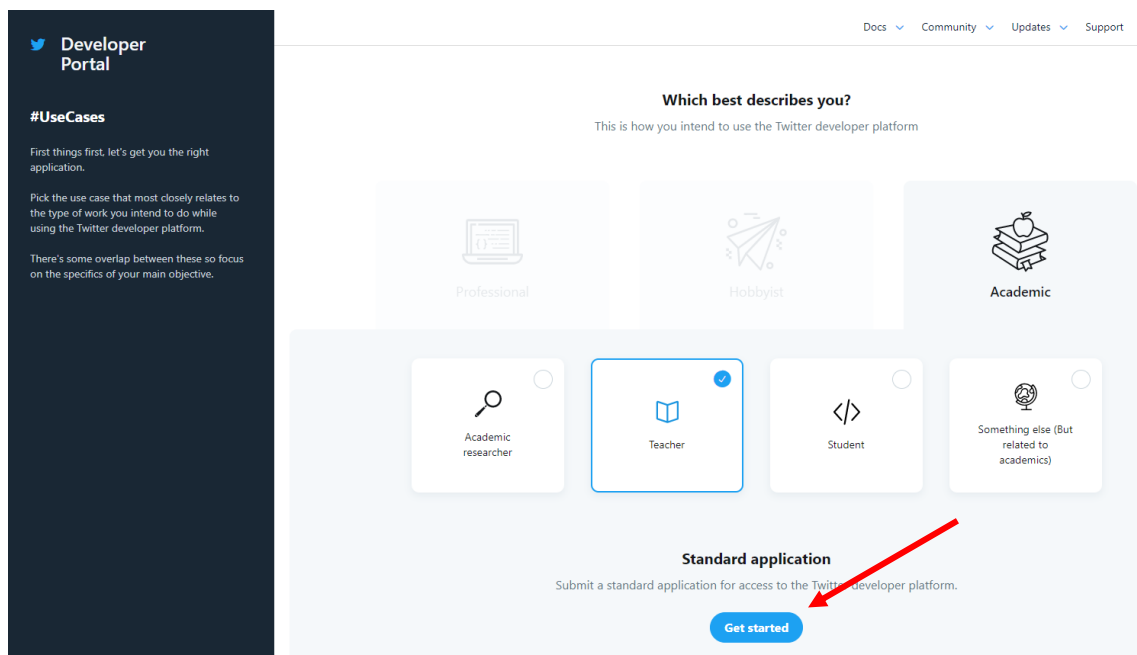 Developer
Portal
#UseCases
First things first, let's get you the right
application.
Pick the use case that most closely relates to
the type of work you intend to do while
using the Twitter developer platform.
There's some overlap between these so focus
on the specifics of your main objective.
Docs Community Updates Support
Which best describes you?
This is how you intend to use the Twitter developer platform
Professional
Hobbyist
Academic
Academic
researcher
Teacher
Student
Something else (But
related to
academics)
Standard application
Submit a standard application for access to the Twitter developer platform.
Get started